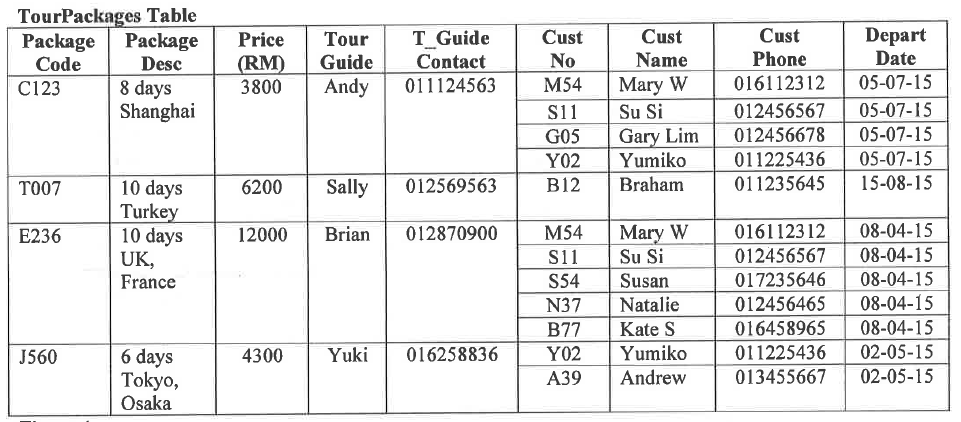 TourPackages Table
Package Code Package Desc Price (RM) Tour Guide T_Guide Contact Cust No Cust Name Cust Phone Depart Date
C123 8 days Shanghai 3800 Andy 011124563 M54 Mary W 016112312 05-07-15
S11 Su Si 012456567 05-07-15
G05 Gary Lim 012456678 05-07-15
Y02 Yumiko 011225436 05-07-15
T007 10 days Turkey 6200 Sally 012569563 B12 Braham 011235645 15-08-15
E236 10 days UK, France 12000 Brian 012870900 M54 Mary W 016112312 08-04-15
S11 Su Si 012456567 08-04-15
S54 Susan 017235646 08-04-15
N37 Natalie 012456465 08-04-15
B77 Kate S 016458965 08-04-15
J560 6 days Tokyo, Osaka 4300 Yuki 016258836 Y02 Yumiko 011225436 02-05-15
A39 Andrew 013455667 02-05-15